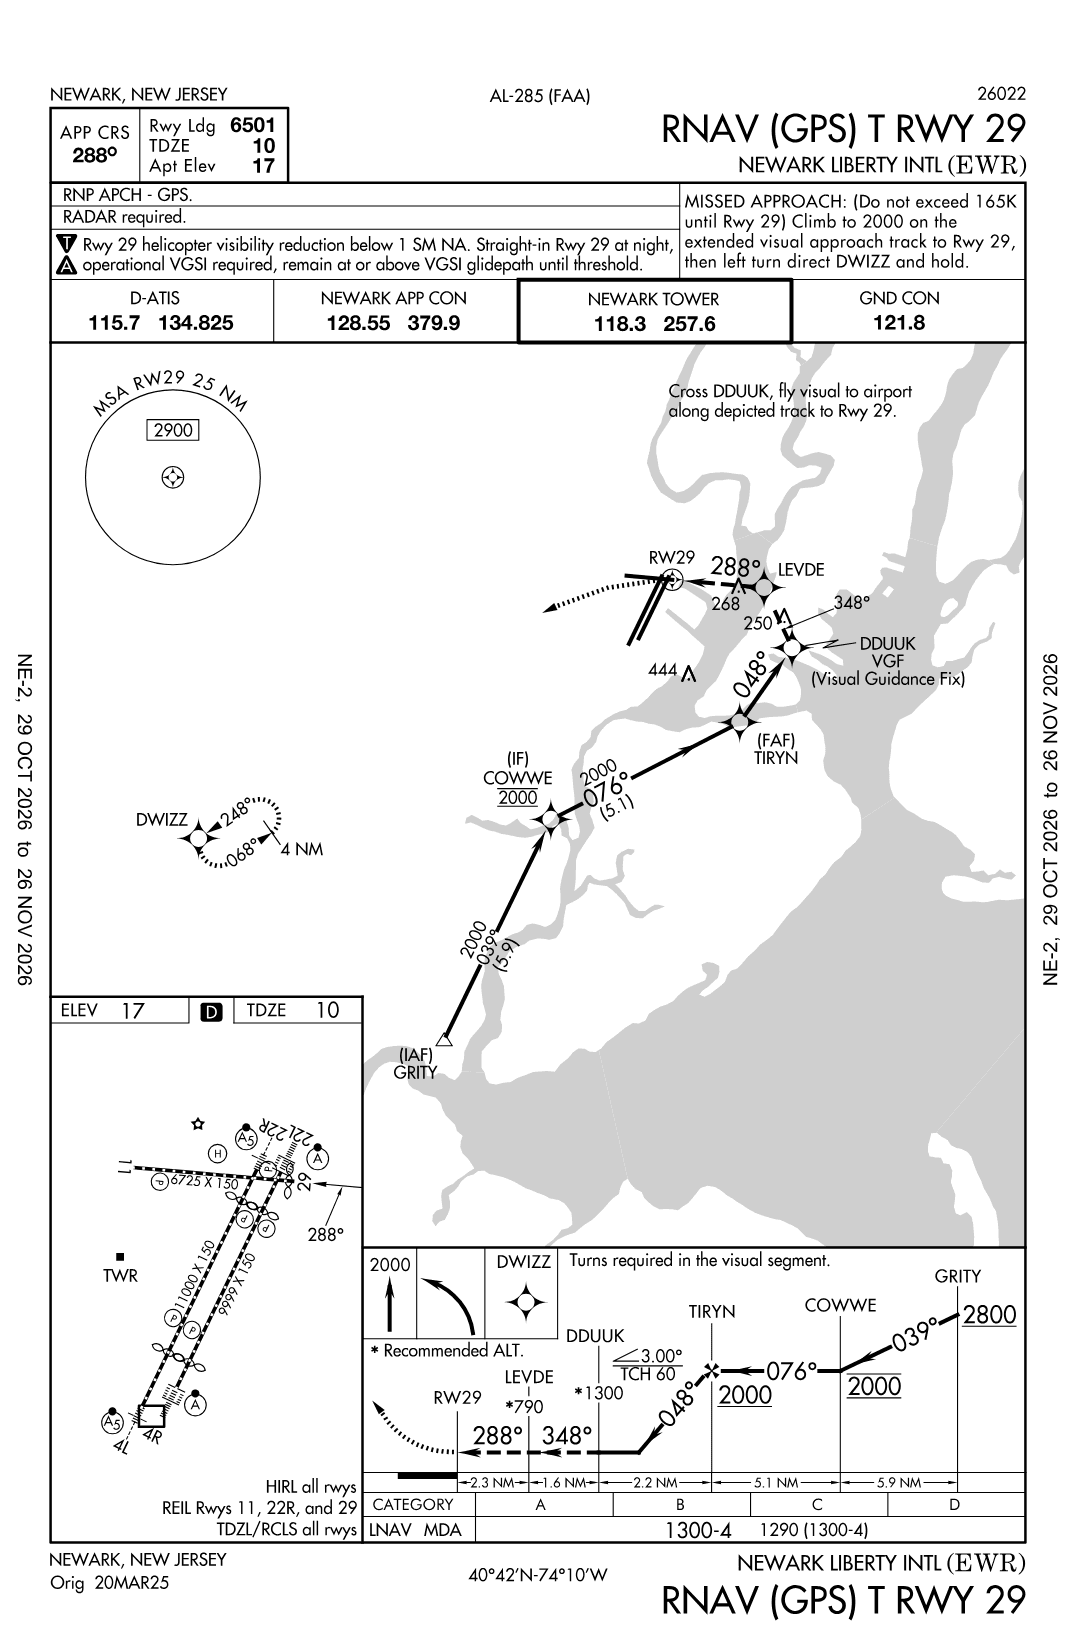 NEWARK, NEW JERSEY
AL-285 (FAA)
26022
RNAV (GPS) T RWY 29
NEWARK LIBERTY INTL (EWR)
APP CRS
288°
Rwy Ldg 6501
TDZE 10
Apt Elev 17
RNP APCH - GPS.
RADAR required.
T
A
Rwy 29 helicopter visibility reduction below 1 SM NA. Straight-in Rwy 29 at night,
operational VGSI required, remain at or above VGSI glidepath until threshold.
MISSED APPROACH: (Do not exceed 165K
until Rwy 29) Climb to 2000 on the
extended visual approach track to Rwy 29,
then left turn direct DWIZZ and hold.
D-ATIS
115.7 134.825
NEWARK APP CON
128.55 379.9
NEWARK TOWER
118.3 257.6
GND CON
121.8
MSA RW29 25 NM
2900
Cross DDUUK, fly visual to airport
along depicted track to Rwy 29.
RW29
288°
LEVDE
268
250
348°
DDUUK
VGF
(Visual Guidance Fix)
444
048°
(FAF)
TIRYN
(IF)
COWWE
2000
2000
076°
(5.1)
DWIZZ
248°
068°
4 NM
2000
039°
(5.9)
(IAF)
GRITY
NE-2, 29 OCT 2026 to 26 NOV 2026
NE-2, 29 OCT 2026 to 26 NOV 2026
ELEV 17
D
TDZE 10
A5
22R
22L
A
H
P
11
P
6725 X 150
29
288°
P
P
TWR
11000 X 150
9999 X 150
P
P
A5
A
4L
4R
HIRL all rwys
REIL Rwys 11, 22R, and 29
TDZL/RCLS all rwys
2000
DWIZZ
Turns required in the visual segment.
GRITY
2800
COWWE
039°
TIRYN
076°
2000
2000
* Recommended ALT.
DDUUK
3.00°
TCH 60
*1300
LEVDE
*790
RW29
048°
288°
348°
2.3 NM
1.6 NM
2.2 NM
5.1 NM
5.9 NM
CATEGORY A B C D
LNAV MDA 1300-4 1290 (1300-4)
NEWARK, NEW JERSEY
Orig 20MAR25
40°42'N-74°10'W
NEWARK LIBERTY INTL (EWR)
RNAV (GPS) T RWY 29